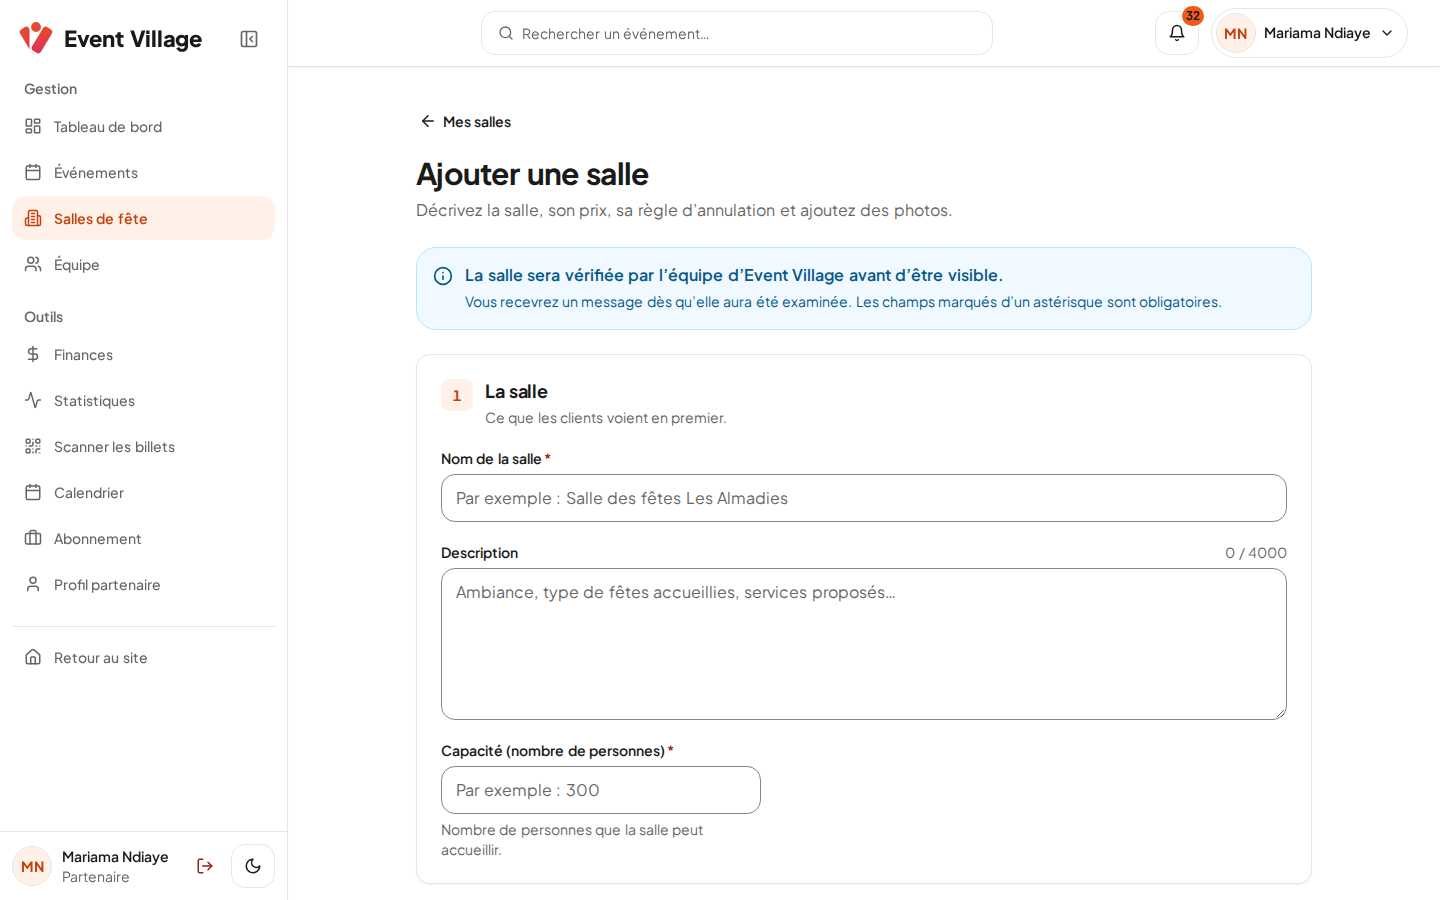 Event Village
Rechercher un événement…
32
MN
Mariama Ndiaye
Gestion
Tableau de bord
Événements
Salles de fête
Équipe
Outils
Finances
Statistiques
Scanner les billets
Calendrier
Abonnement
Profil partenaire
Retour au site
MN
Mariama Ndiaye
Partenaire
Mes salles
Ajouter une salle
Décrivez la salle, son prix, sa règle d’annulation et ajoutez des photos.
La salle sera vérifiée par l’équipe d’Event Village avant d’être visible.
Vous recevrez un message dès qu’elle aura été examinée. Les champs marqués d’un astérisque sont obligatoires.
1
La salle
Ce que les clients voient en premier.
Nom de la salle *
Par exemple : Salle des fêtes Les Almadies
Description
0 / 4000
Ambiance, type de fêtes accueillies, services proposés…
Capacité (nombre de personnes) *
Par exemple : 300
Nombre de personnes que la salle peut
accueillir.